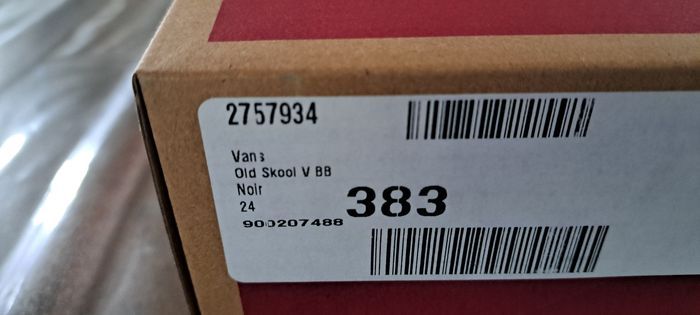 2757934
Vans
Old Skool V BB
Noir
24
900207488
383